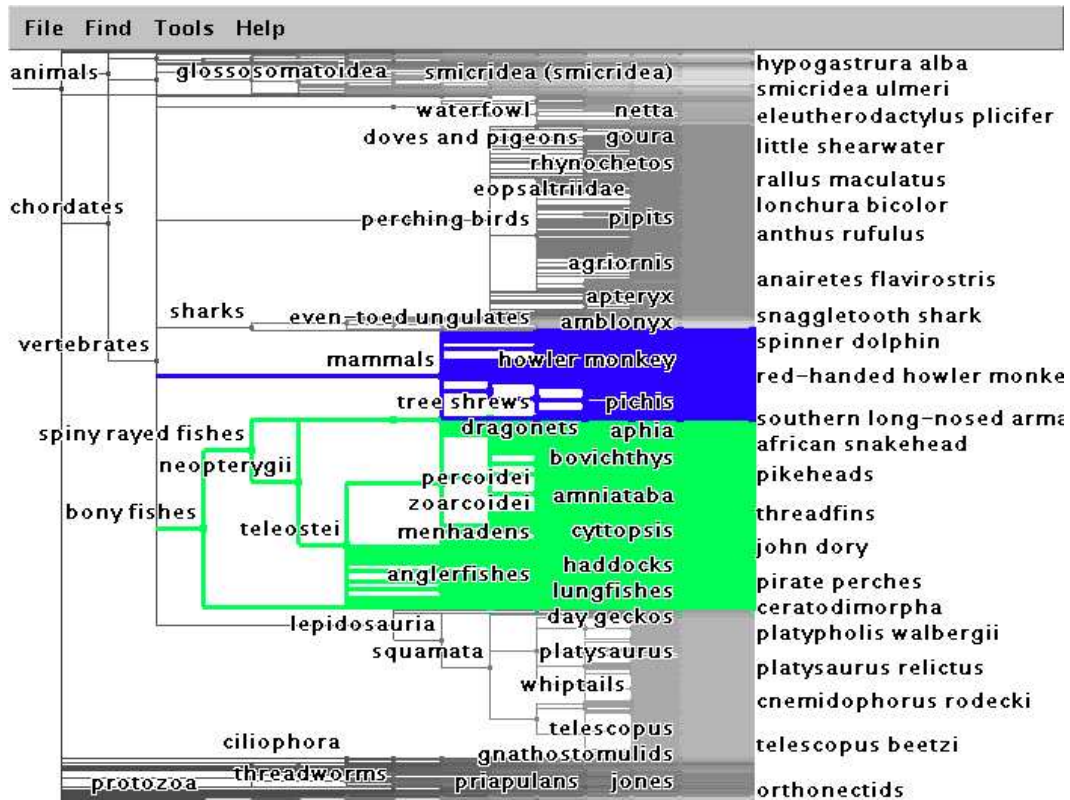 File Find Tools Help
hypogastrura alba
animals glossosomatoidea smicridea (smicridea)
smicridea ulmeri
waterfowl netta
eleutherodactylus plicifer
doves and pigeons goura
little shearwater
rhynochetos
rallus maculatus
eopsaltriidae
chordates
lonchura bicolor
perching birds pipits
anthus rufulus
agriornis
anairetes flavirostris
apteryx
sharks
even-toed ungulates amblonyx
snaggletooth shark
vertebrates
spinner dolphin
mammals howler monkey
red-handed howler monke
tree shrews pichis
southern long-nosed arma
dragonets aphia
spiny rayed fishes
african snakehead
neopterygii
bovichthys
percoidei
pikeheads
zoarcoidei amniataba
bony fishes
threadfins
teleostei
menhadens cyttopsis
john dory
anglerfishes haddocks
pirate perches
lungfishes
ceratodimorpha
lepidosauria
day geckos
platypholis walbergii
squamata platysaurus
platysaurus relictus
whiptails
cnemidophorus rodecki
telescopus
ciliophora
telescopus beetzi
gnathostomulids
threadworms
protozoa
priapulans jones
orthonectids